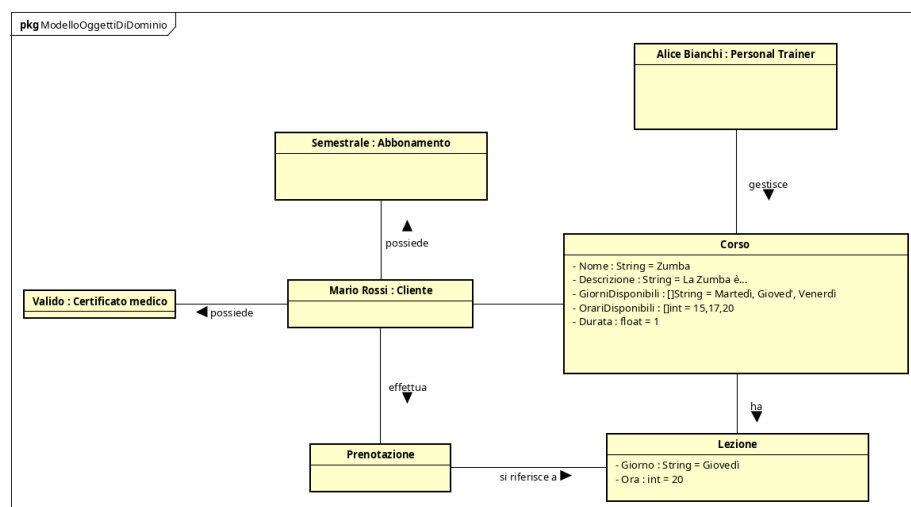 pkg ModelloOggettiDiDominio
Alice Bianchi : Personal Trainer
Semestrale : Abbonamento
gestisce
possiede
Corso
- Nome : String = Zumba
- Descrizione : String = La Zumba è...
- GiorniDisponibili : []String = Martedì, Gioved', Venerdì
- OrariDisponibili : []int = 15,17,20
- Durata : float = 1
Valido : Certificato medico
possiede
Mario Rossi : Cliente
effettua
ha
Prenotazione
si riferisce a
Lezione
- Giorno : String = Giovedì
- Ora : int = 20